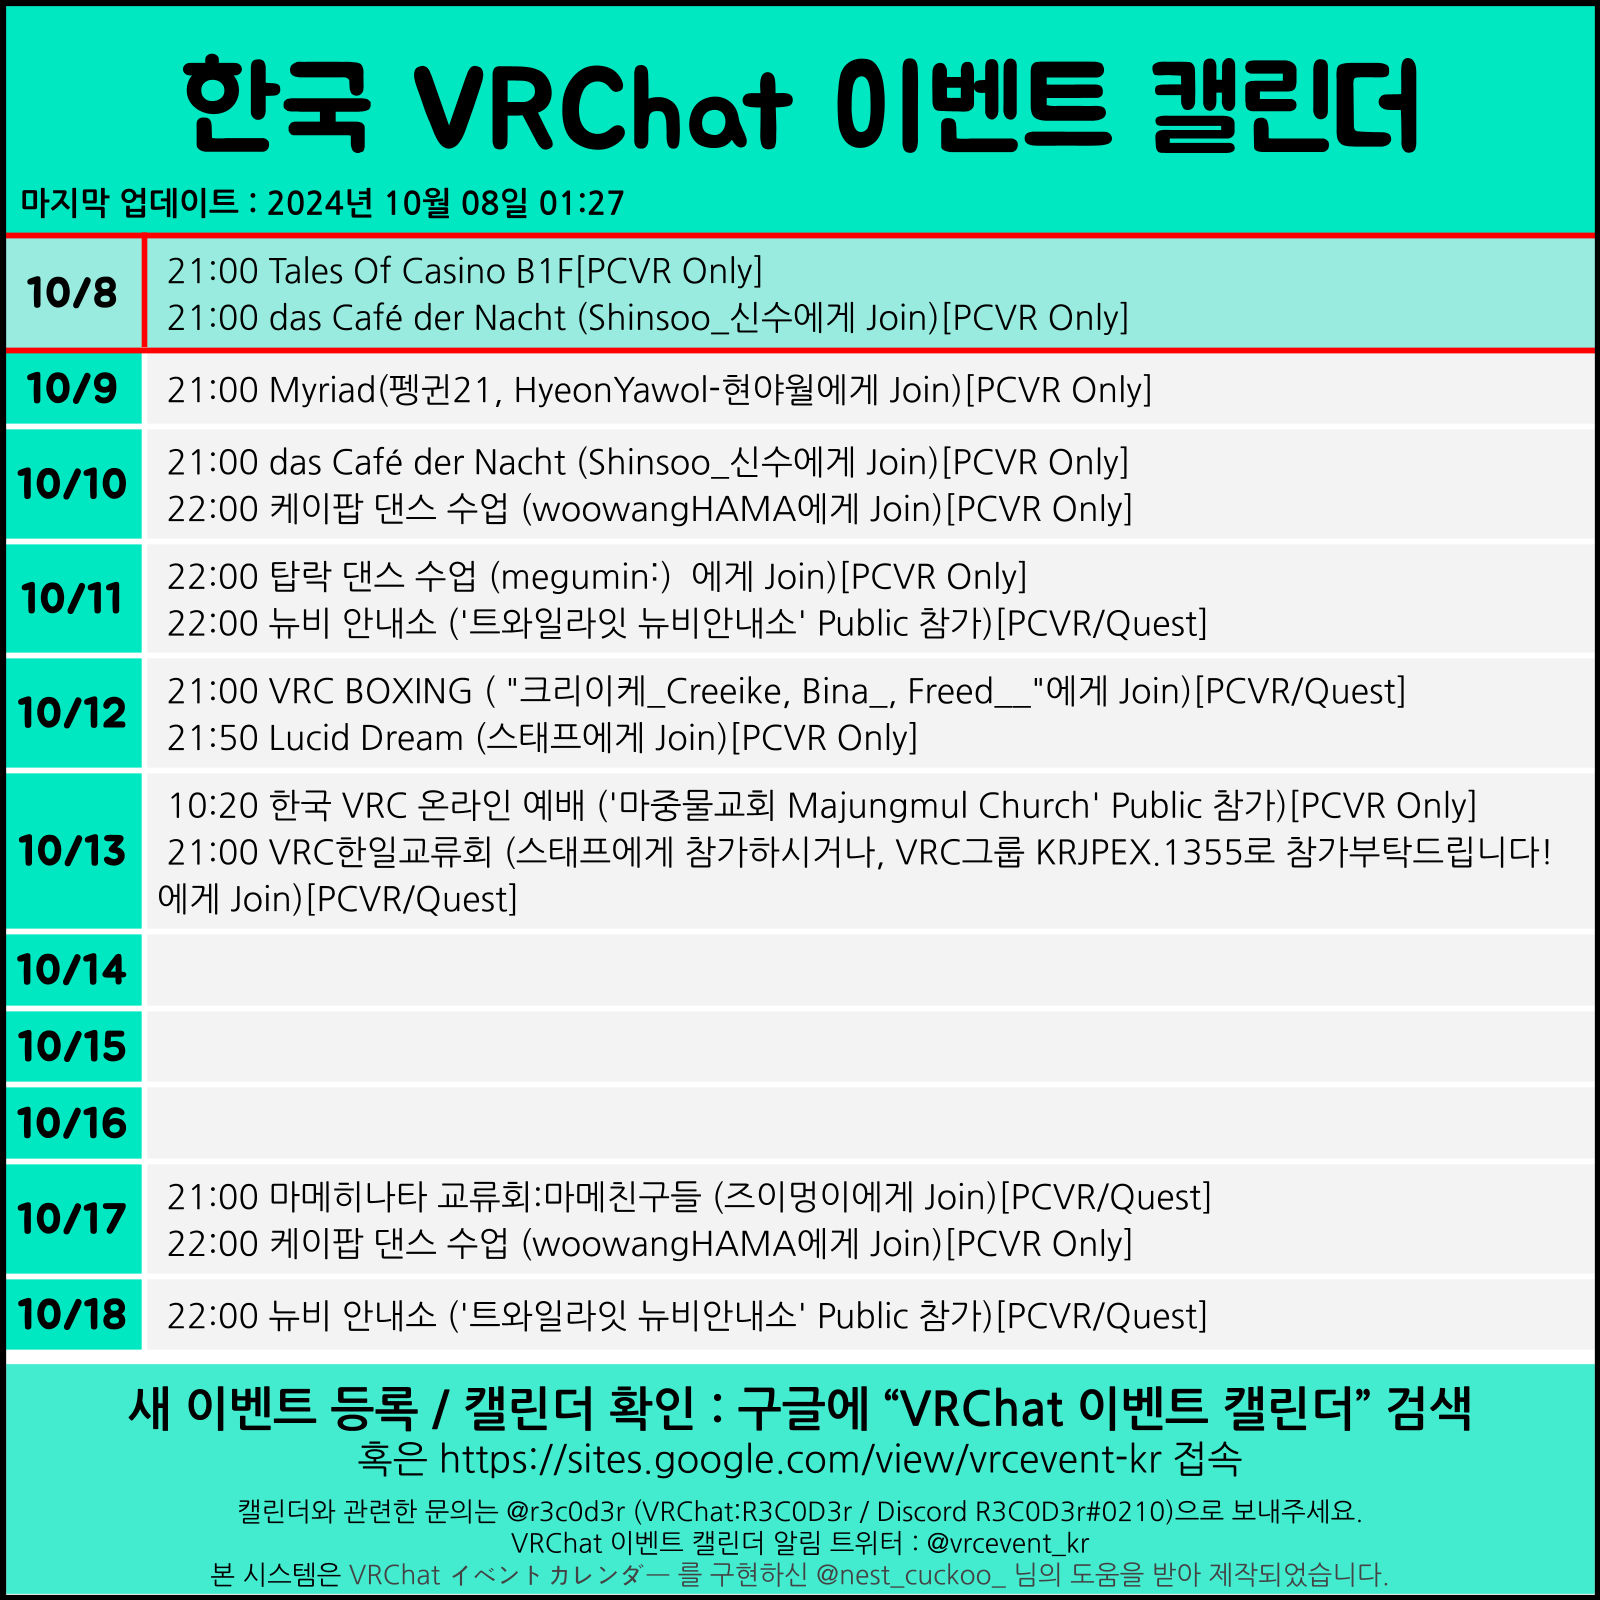 한국 VRChat 이벤트 캘린더
마지막 업데이트 : 2024년 10월 08일 01:27
10/8
21:00 Tales Of Casino B1F[PCVR Only]
21:00 das Café der Nacht (Shinsoo_신수에게 Join)[PCVR Only]
10/9
21:00 Myriad(펭귄21, HyeonYawol-현야월에게 Join)[PCVR Only]
10/10
21:00 das Café der Nacht (Shinsoo_신수에게 Join)[PCVR Only]
22:00 케이팝 댄스 수업 (woowangHAMA에게 Join)[PCVR Only]
10/11
22:00 탑락 댄스 수업 (megumin:)  에게 Join)[PCVR Only]
22:00 뉴비 안내소 ('트와일라잇 뉴비안내소' Public 참가)[PCVR/Quest]
10/12
21:00 VRC BOXING ( "크리이케_Creeike, Bina_, Freed__"에게 Join)[PCVR/Quest]
21:50 Lucid Dream (스태프에게 Join)[PCVR Only]
10/13
10:20 한국 VRC 온라인 예배 ('마중물교회 Majungmul Church' Public 참가)[PCVR Only]
21:00 VRC한일교류회 (스태프에게 참가하시거나, VRC그룹 KRJPEX.1355로 참가부탁드립니다!
에게 Join)[PCVR/Quest]
10/14
10/15
10/16
10/17
21:00 마메히나타 교류회:마메친구들 (즈이멍이에게 Join)[PCVR/Quest]
22:00 케이팝 댄스 수업 (woowangHAMA에게 Join)[PCVR Only]
10/18
22:00 뉴비 안내소 ('트와일라잇 뉴비안내소' Public 참가)[PCVR/Quest]
새 이벤트 등록 / 캘린더 확인 : 구글에 “VRChat 이벤트 캘린더” 검색
혹은 https://sites.google.com/view/vrcevent-kr 접속
캘린더와 관련한 문의는 @r3c0d3r (VRChat:R3C0D3r / Discord R3C0D3r#0210)으로 보내주세요.
VRChat 이벤트 캘린더 알림 트위터 : @vrcevent_kr
본 시스템은 VRChat イベントカレンダー 를 구현하신 @nest_cuckoo_ 님의 도움을 받아 제작되었습니다.